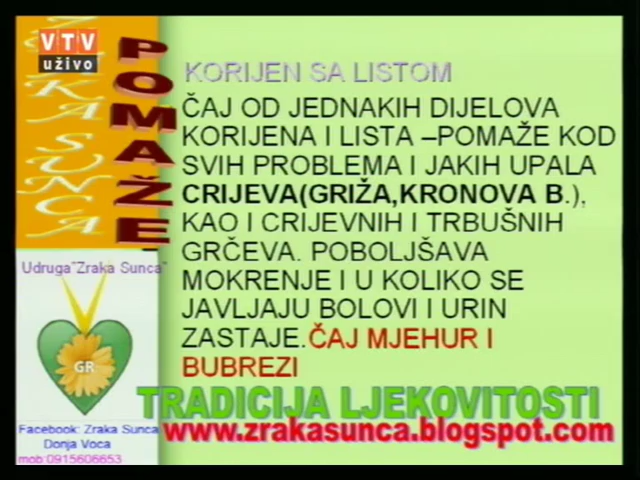 VTV
uživo
ZRAKA SUNCA
POMAŽE
KORIJEN SA LISTOM
ČAJ OD JEDNAKIH DIJELOVA
KORIJENA I LISTA –POMAŽE KOD
SVIH PROBLEMA I JAKIH UPALA
CRIJEVA(GRIŽA,KRONOVA B.),
KAO I CRIJEVNIH I TRBUŠNIH
GRČEVA. POBOLJŠAVA
MOKRENJE I U KOLIKO SE
JAVLJAJU BOLOVI I URIN
ZASTAJE.ČAJ MJEHUR I
BUBREZI
Udruga"Zraka Sunca"
GR
Facebook: Zraka Sunca
Donja Voca
mob:0915606653
TRADICIJA LJEKOVITOSTI
www.zrakasunca.blogspot.com